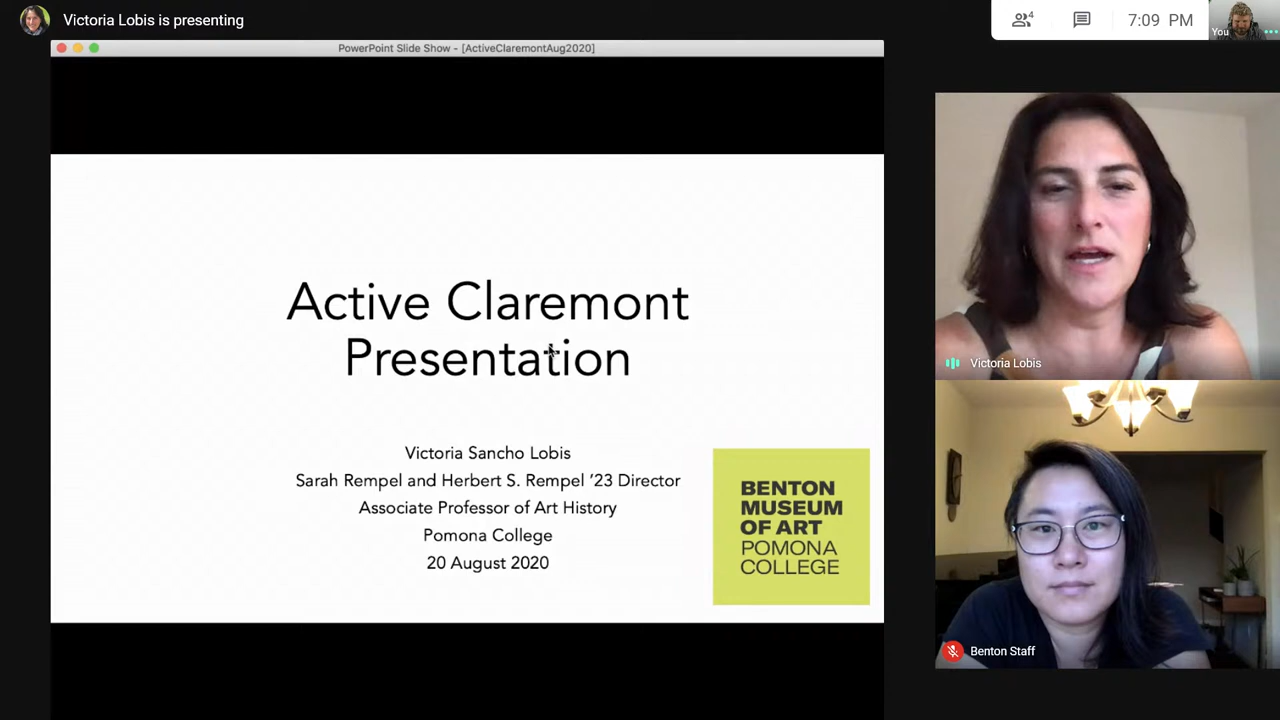 Victoria Lobis is presenting
4
7:09 PM
You
PowerPoint Slide Show - [ActiveClaremontAug2020]
Active Claremont
Presentation
Victoria Sancho Lobis
Sarah Rempel and Herbert S. Rempel ’23 Director
Associate Professor of Art History
Pomona College
20 August 2020
BENTON
MUSEUM
OF ART
POMONA
COLLEGE
Victoria Lobis
Benton Staff